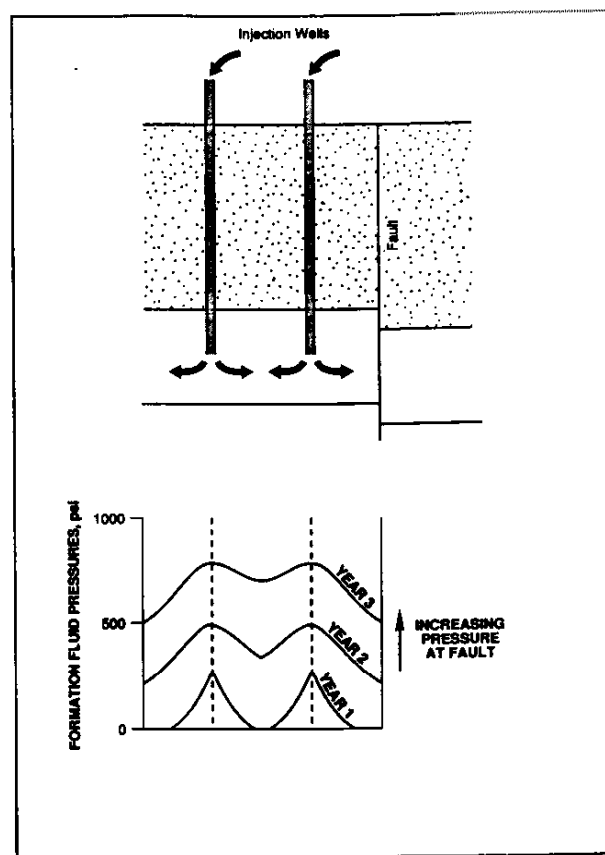 Injection Wells
Fault
FORMATION FLUID PRESSURES, psi
1000
500
0
YEAR 3
YEAR 2
YEAR 1
INCREASING
PRESSURE
AT FAULT